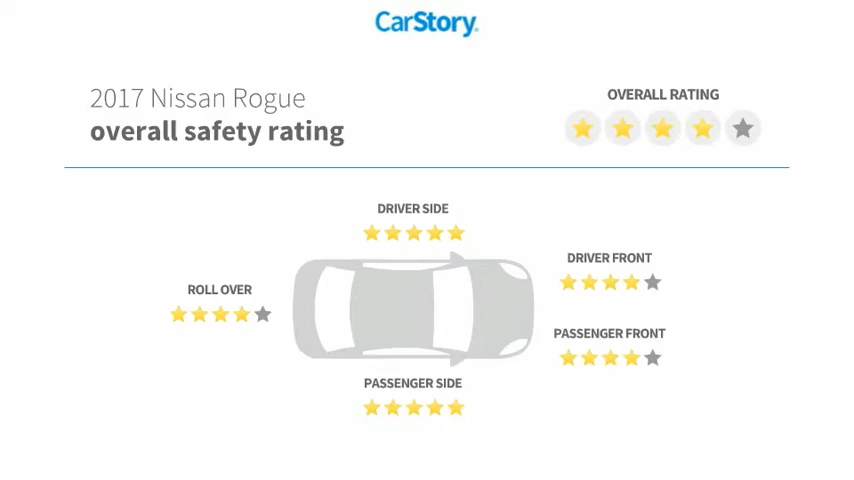 CarStory.
2017 Nissan Rogue
overall safety rating
OVERALL RATING
DRIVER SIDE
DRIVER FRONT
ROLL OVER
PASSENGER FRONT
PASSENGER SIDE